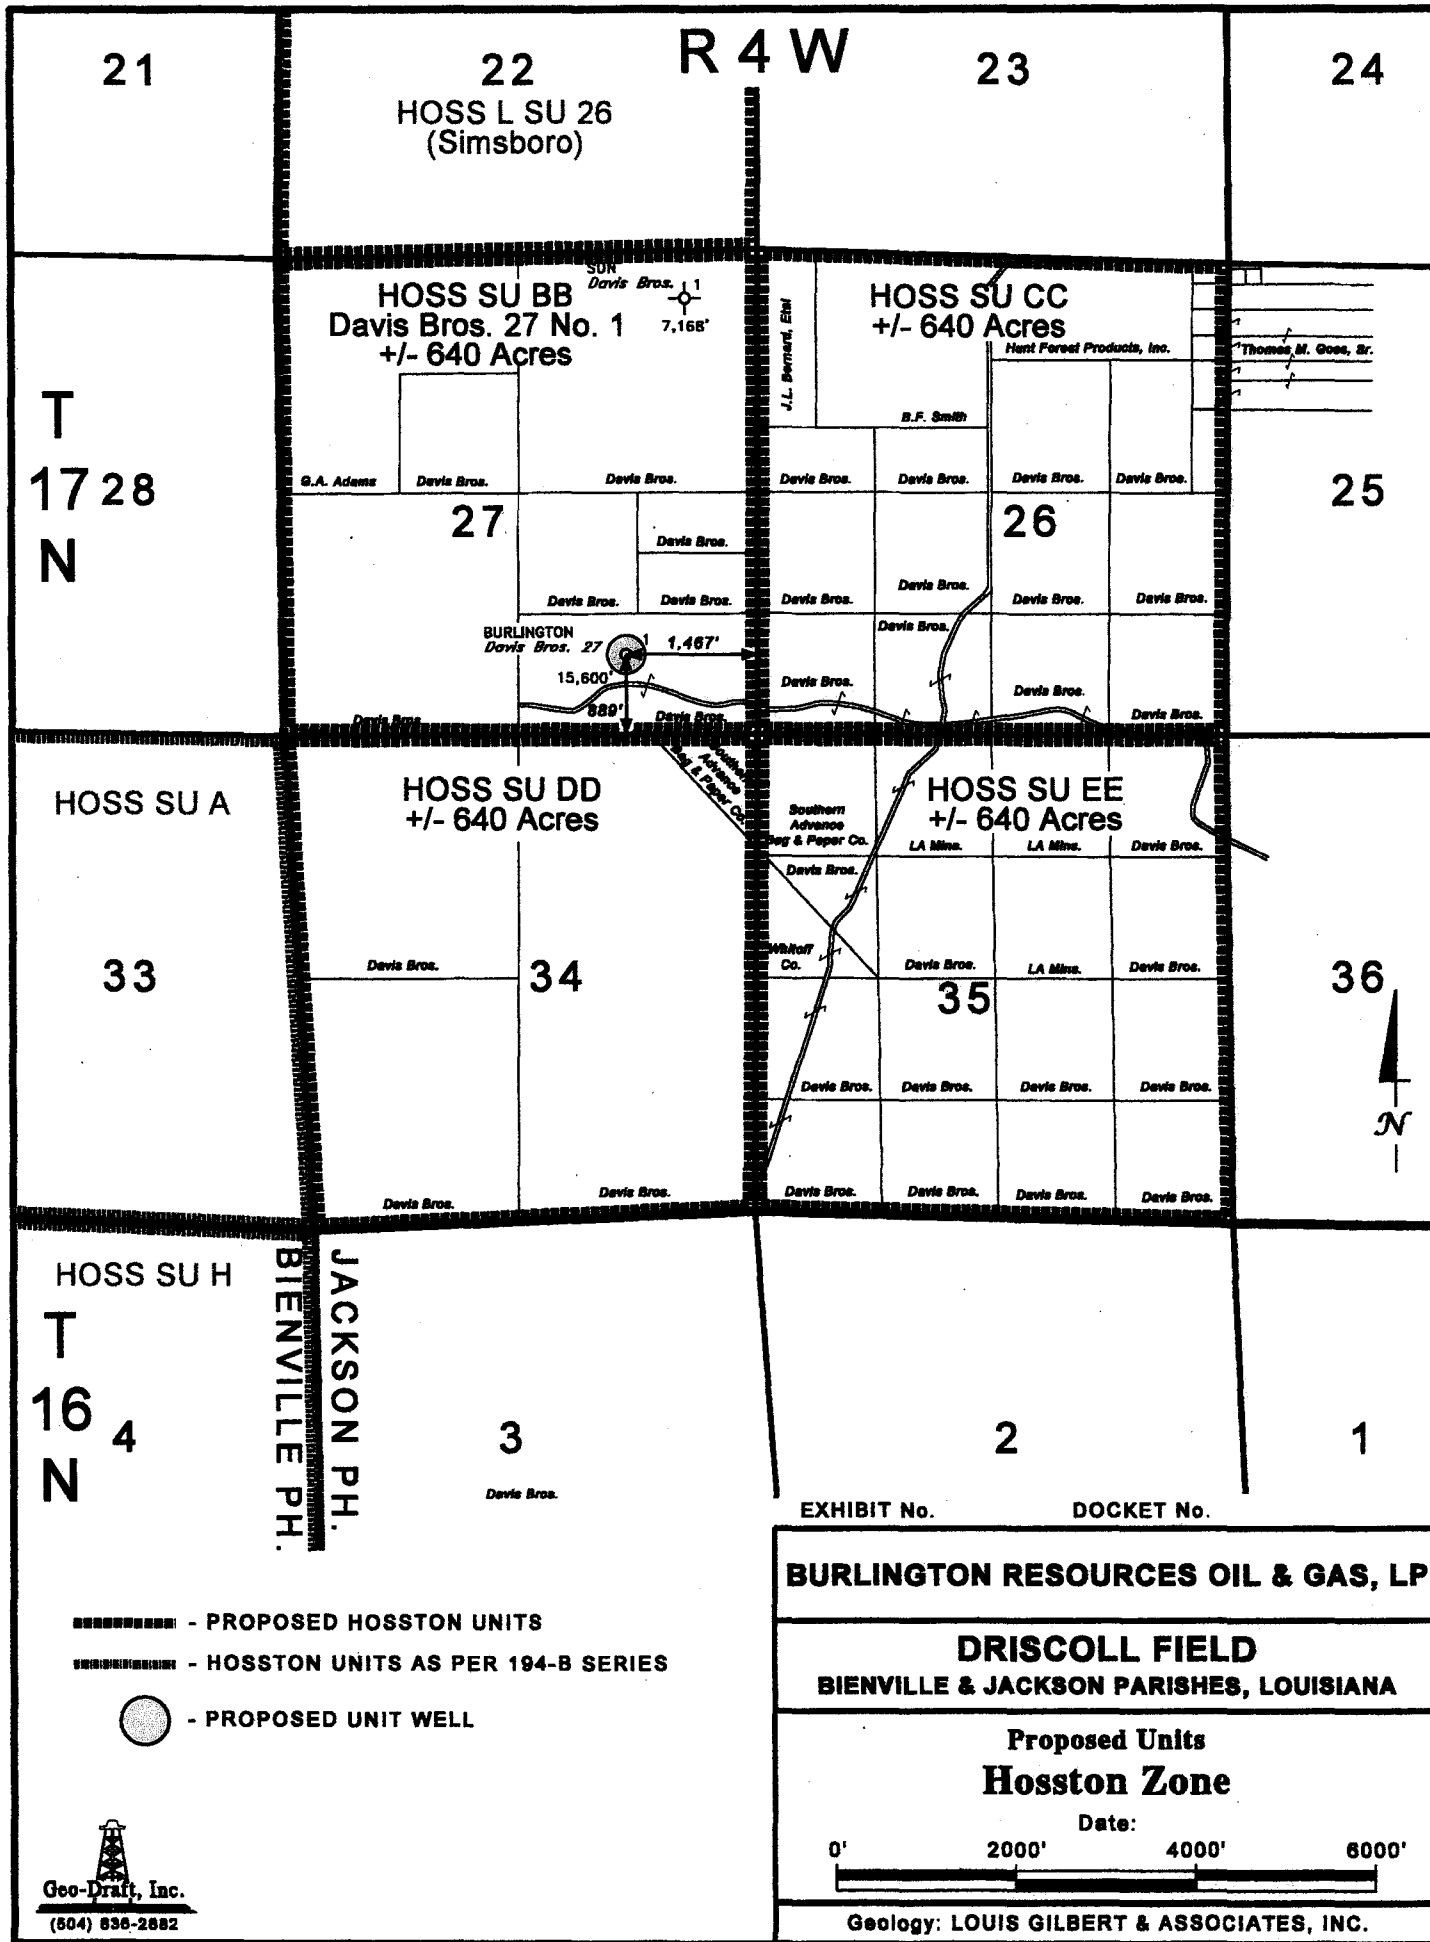 R 4 W
21
22
23
24
HOSS L SU 26
(Simsboro)
SUN
Davis Bros. 1
7,168'
HOSS SU BB
Davis Bros. 27 No. 1
+/- 640 Acres
HOSS SU CC
+/- 640 Acres
J.L. Bernard, Etal
Hunt Forest Products, Inc.
Thomas M. Goss, Sr.
B.F. Smith
T
17
N
28
G.A. Adams
Davis Bros.
Davis Bros.
Davis Bros.
Davis Bros.
Davis Bros.
Davis Bros.
27
26
25
Davis Bros.
Davis Bros.
Davis Bros.
Davis Bros.
Davis Bros.
Davis Bros.
Davis Bros.
Davis Bros.
BURLINGTON
Davis Bros. 27
1
1,467'
15,600'
889'
Davis Bros.
Davis Bros.
Davis Bros.
Davis Bros.
Davis Bros.
HOSS SU A
HOSS SU DD
+/- 640 Acres
Southern
Advance
Bag & Paper Co.
HOSS SU EE
+/- 640 Acres
Southern
Advance
Bag & Paper Co.
LA Mins.
LA Mins.
Davis Bros.
Davis Bros.
33
Davis Bros.
34
Co.
Davis Bros.
LA Mins.
Davis Bros.
35
36
Davis Bros.
Davis Bros.
Davis Bros.
Davis Bros.
N
Davis Bros.
Davis Bros.
Davis Bros.
Davis Bros.
Davis Bros.
Davis Bros.
HOSS SU H
BIENVILLE PH.
JACKSON PH.
T
16
N
4
3
2
1
Davis Bros.
EXHIBIT No.
DOCKET No.
BURLINGTON RESOURCES OIL & GAS, LP
DRISCOLL FIELD
BIENVILLE & JACKSON PARISHES, LOUISIANA
Proposed Units
Hosston Zone
Date:
0' 2000' 4000' 6000'
Geology: LOUIS GILBERT & ASSOCIATES, INC.
- PROPOSED HOSSTON UNITS
- HOSSTON UNITS AS PER 194-B SERIES
- PROPOSED UNIT WELL
Geo-Draft, Inc.
(504) 836-2882